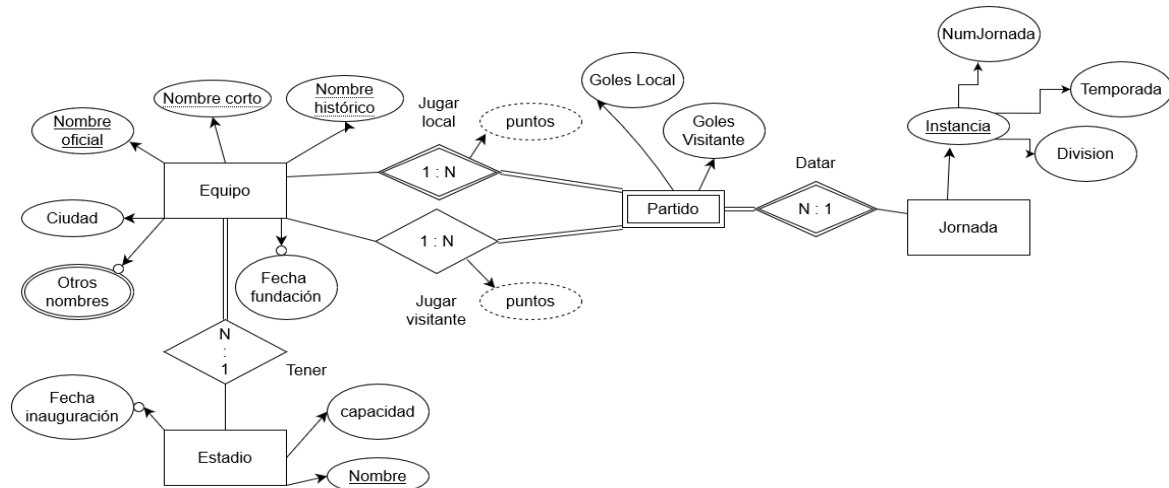 NumJornada
Nombre corto
Nombre
histórico
Goles Local
Temporada
Jugar
local
puntos
Nombre
oficial
Goles
Visitante
Instancia
Division
Datar
Equipo
1 : N
Partido
N : 1
Ciudad
Jornada
1 : N
Otros
nombres
Fecha
fundación
Jugar
visitante
puntos
N
:
1
Tener
Fecha
inauguración
capacidad
Estadio
Nombre